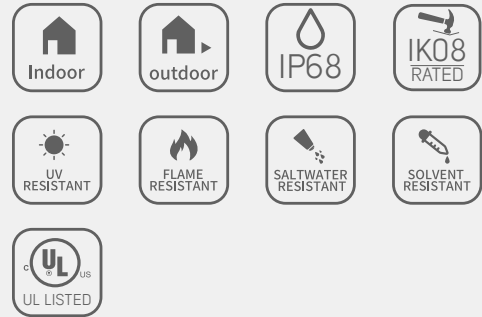 Indoor
outdoor
IP68
IK08
RATED
UV
RESISTANT
FLAME
RESISTANT
SALTWATER
RESISTANT
SOLVENT
RESISTANT
c UL ® US
UL LISTED